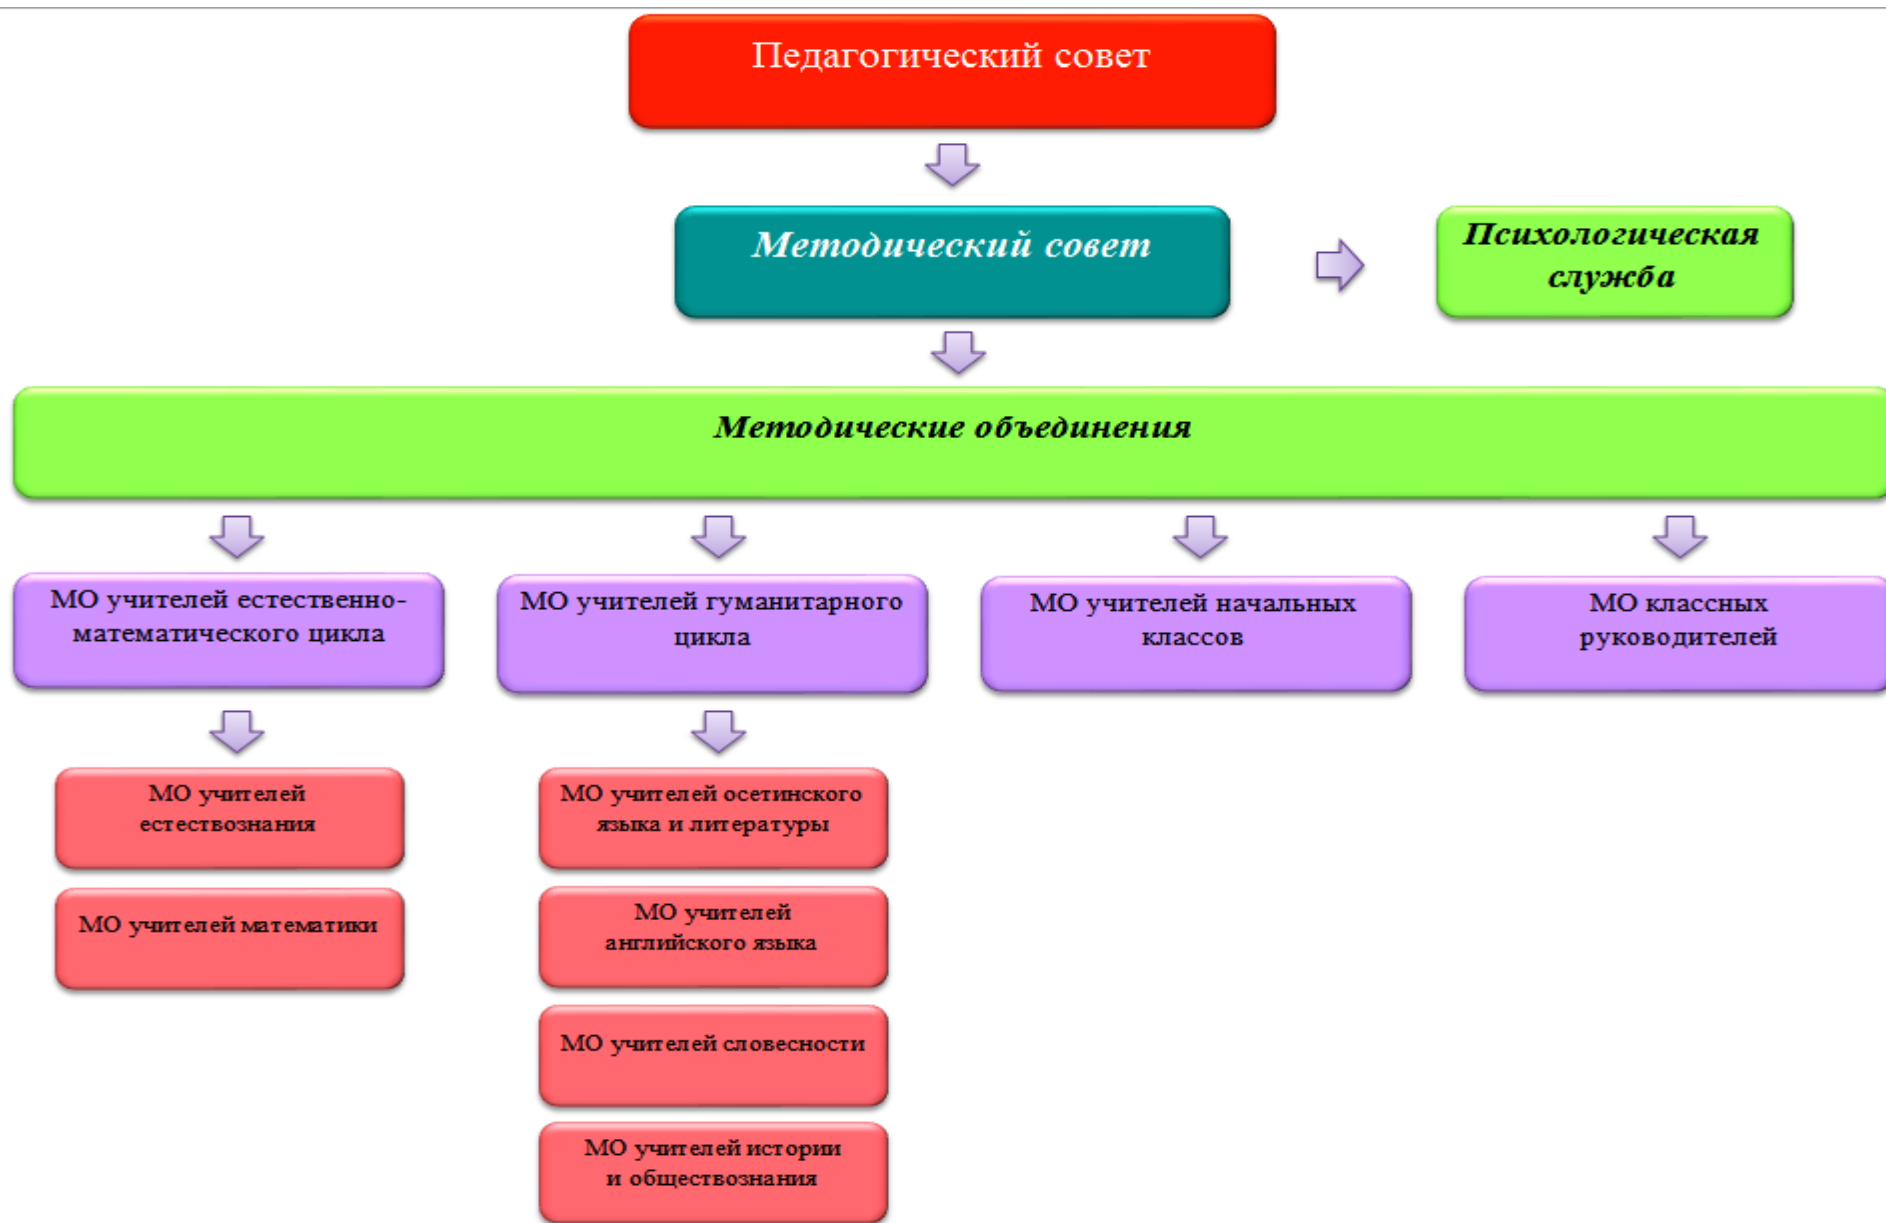 Педагогический совет
Методический совет
Психологическая
служба
Методические объединения
МО учителей естественно-
математического цикла
МО учителей гуманитарного
цикла
МО учителей начальных
классов
МО классных
руководителей
МО учителей
естествознания
МО учителей математики
МО учителей осетинского
языка и литературы
МО учителей
английского языка
МО учителей словесности
МО учителей истории
и обществознания